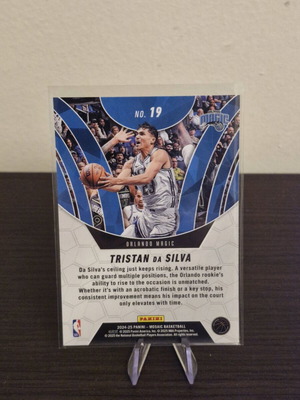 NO. 19
MAGIC
ORLANDO MAGIC
TRISTAN DA SILVA
Da Silva's ceiling just keeps rising. A versatile player
who can guard multiple positions, the Orlando rookie's
ability to rise to the occasion is unmatched.
Whether it's with an acrobatic finish or a key stop, his
consistent improvement means his impact on the court
only elevates with time.
NBA
PANINI
2024-25 PANINI - MOSAIC BASKETBALL